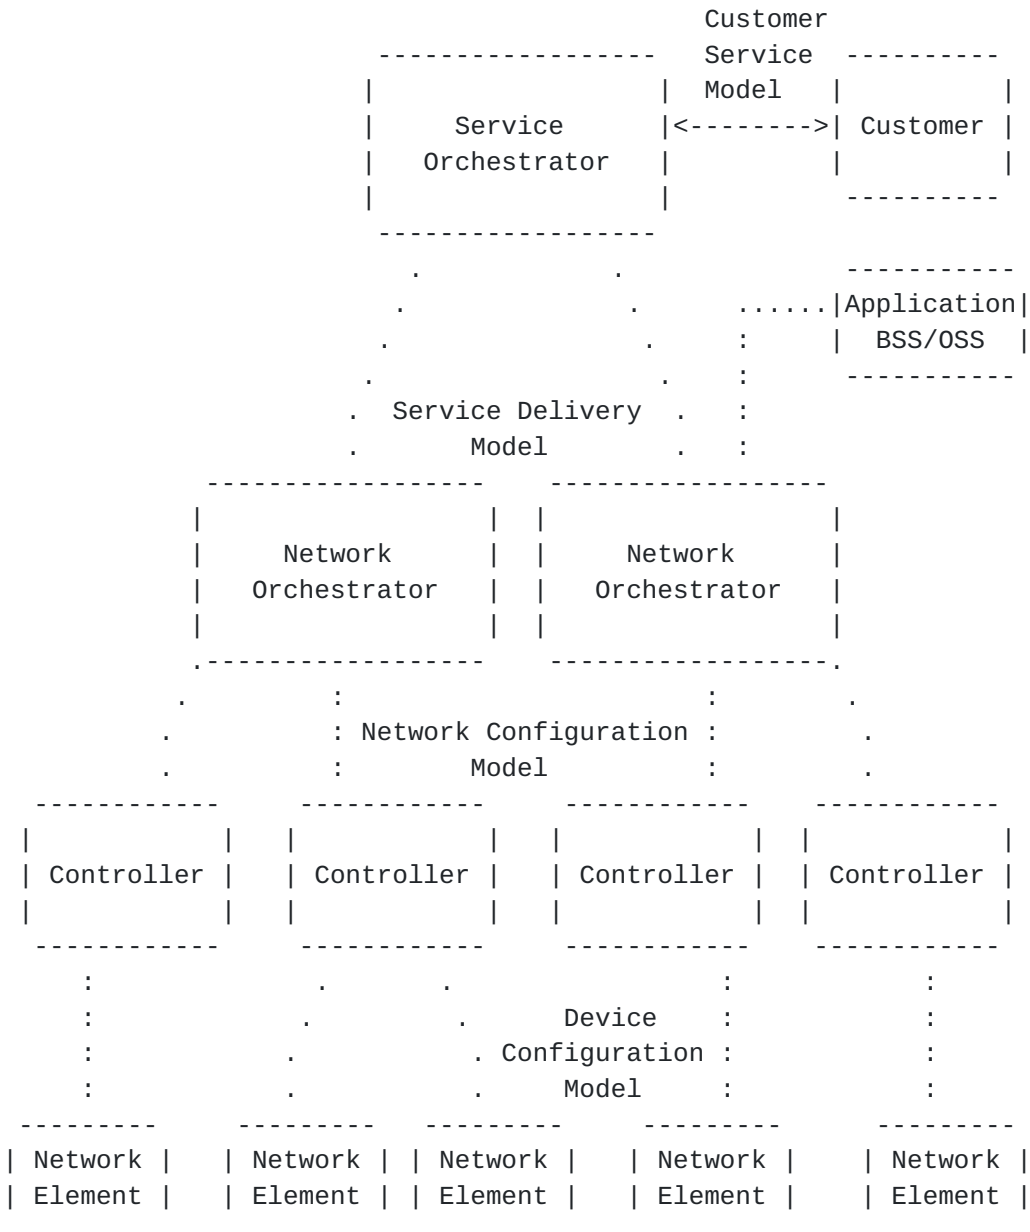 Customer
------------------   Service  ----------
|                  |  Model   |          |
|     Service      |<-------->| Customer |
|   Orchestrator   |          |          |
|                  |           ----------
------------------
.            .              -----------
.              .      ......|Application|
.                .     :     |  BSS/OSS  |
.                  .    :      -----------
.  Service Delivery  .   :
.       Model        .   :
------------------    ------------------
|                  |  |                  |
|     Network      |  |     Network      |
|   Orchestrator   |  |   Orchestrator   |
|                  |  |                  |
.------------------    ------------------.
.         :                       :        .
.          : Network Configuration :         .
.          :        Model          :         .
------------     ------------     ------------    ------------
|            |   |            |   |            |  |            |
| Controller |   | Controller |   | Controller |  | Controller |
|            |   |            |   |            |  |            |
------------     ------------     ------------    ------------
:              .       .                 :            :
:             .         .      Device    :            :
:            .           . Configuration :            :
:            .           .     Model     :            :
---------     ---------   ---------     ---------      ---------
| Network |   | Network | | Network |   | Network |    | Network |
| Element |   | Element | | Element |   | Element |    | Element |